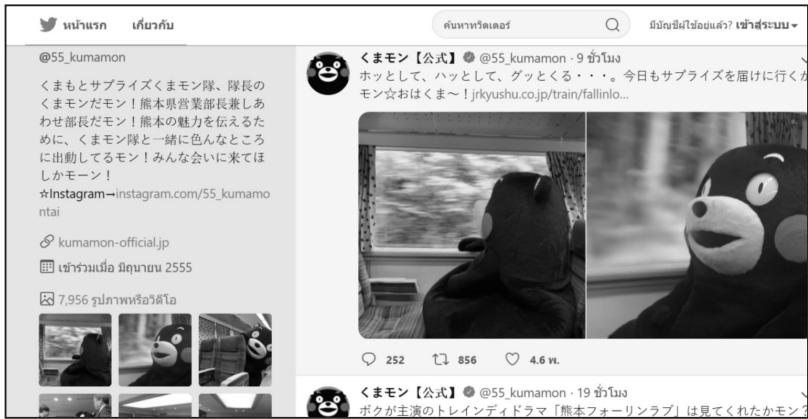 หน้าแรก เกี่ยวกับ ค้นหาทวิตเตอร์ มีบัญชีผู้ใช้อยู่แล้ว? เข้าสู่ระบบ
@55_kumamon
くまもとサプライズくまモン隊、隊長の
くまモンだモン！熊本県営業部長兼しあ
わせ部長だモン！熊本の魅力を伝えるた
めに、くまモン隊と一緒に色んなところ
に出動してるモン！みんな会いに来てほ
しかモーン！
☆Instagram→instagram.com/55_kumamo
ntai
kumamon-official.jp
เข้าร่วมเมื่อ มิถุนายน 2555
7,956 รูปภาพหรือวิดีโอ
くまモン【公式】 @55_kumamon · 9 ชั่วโมง
ホッとして、ハッとして、グッとくる・・・。今日もサプライズを届けに行くか
モン☆おはくま〜！jrkyushu.co.jp/train/fallinlo...
252 856 4.6 พ.
くまモン【公式】 @55_kumamon · 19 ชั่วโมง
ボクが主演のトレインディドラマ「熊本フォーリンラブ」は見てくれたかモン